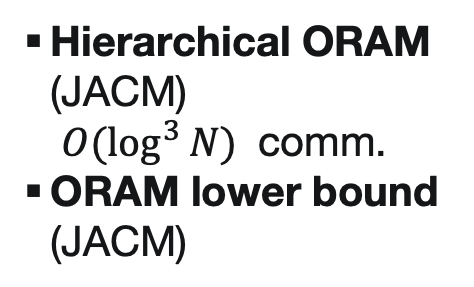 ▪ Hierarchical ORAM
(JACM)
O(log³ N) comm.
▪ ORAM lower bound
(JACM)